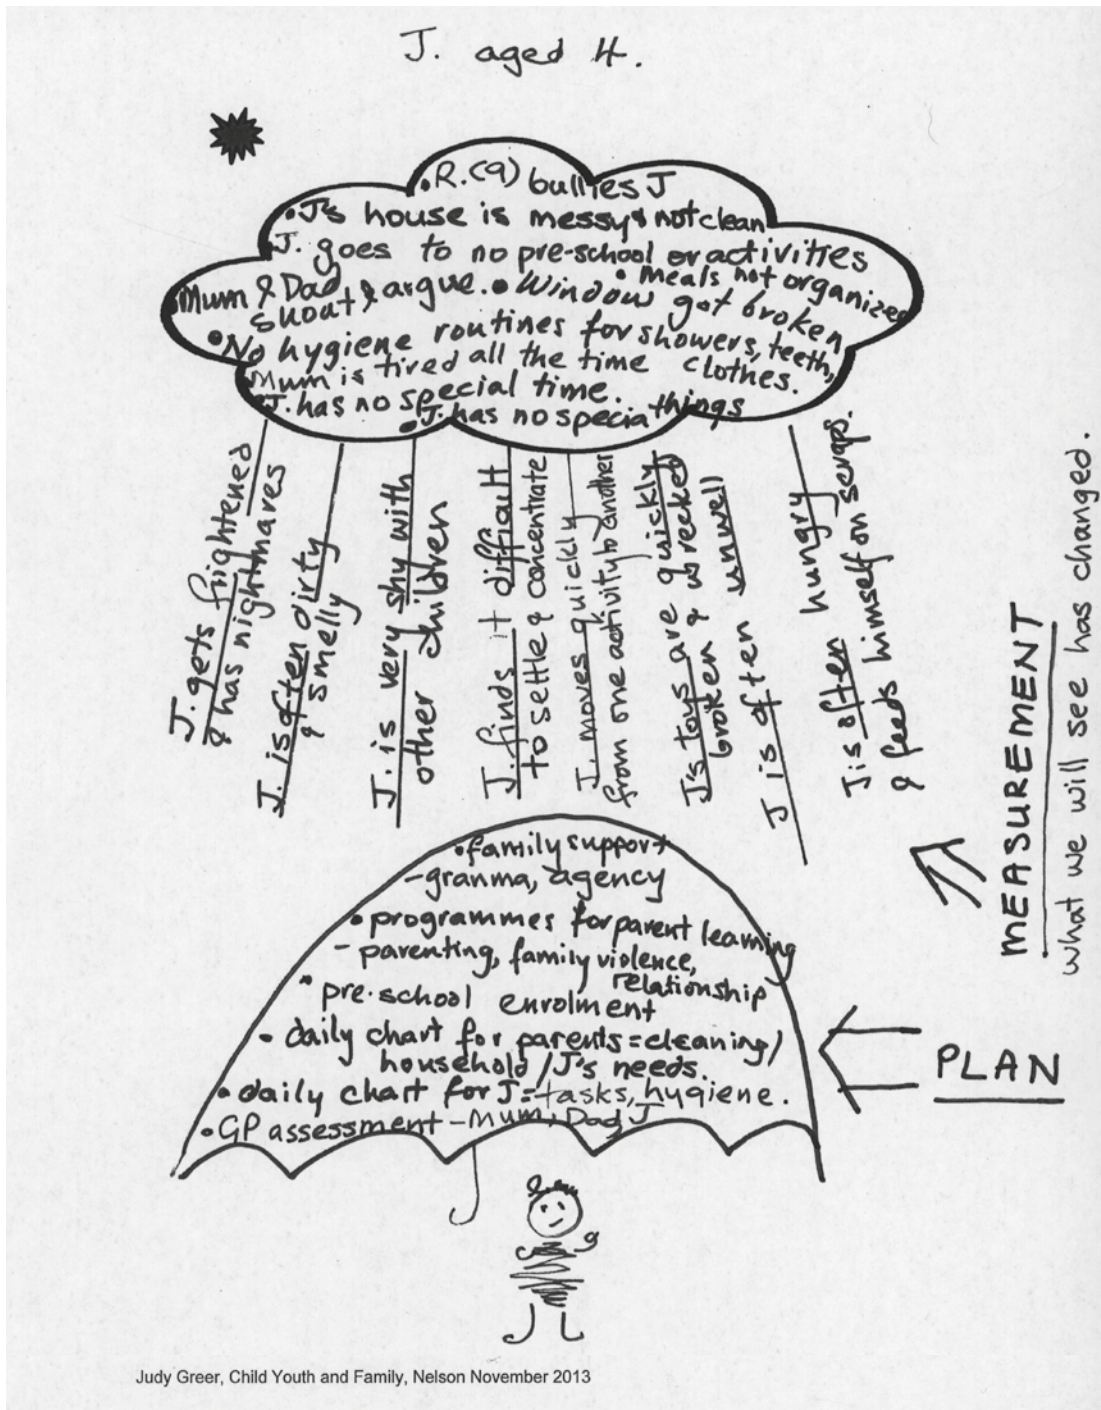 J. aged 4.
• R. (9) bullies J
• J's house is messy & not clean
• J. goes to no pre-school or activities
• meals not organized
• Mum & Dad shout & argue. • Window got broken
• No hygiene routines for showers, teeth, clothes.
Mum is tired all the time
• J. has no special time.
• J. has no specia things
J. gets frightened
& has nightmares
J. is often dirty
& smelly
J. is very shy with
other children
J. finds it difficult
to settle & concentrate
J. moves quickly
from one activity to another
J's toys are quickly
broken & wrecked
J is often unwell
J is often hungry
& feeds himself on scraps.
MEASUREMENT
what we will see has changed.
• family support
- granma, agency
• programmes for parent learning
- parenting, family violence,
relationship
• pre-school enrolment
• daily chart for parents = cleaning/
household/J's needs.
• daily chart for J = tasks, hygiene.
• GP assessment - Mum, Dad, J
PLAN
Judy Greer, Child Youth and Family, Nelson November 2013